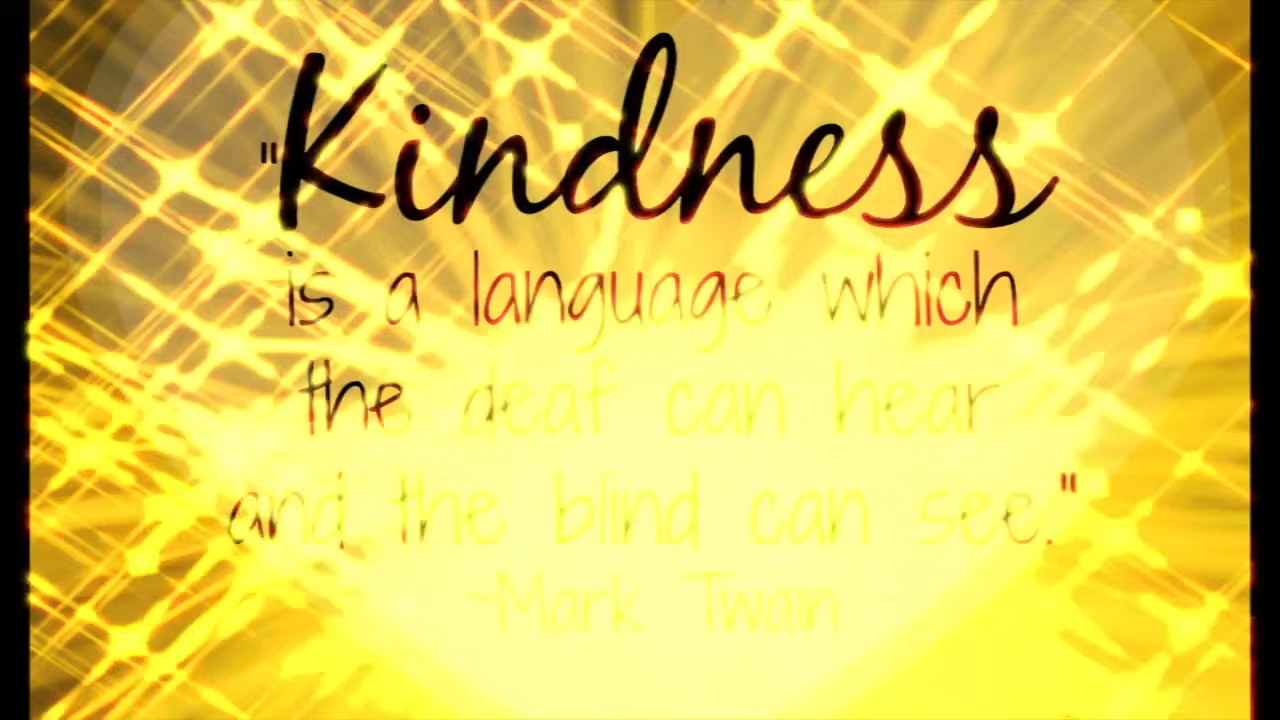 "Kindness
is a language which
the deaf can hear
and the blind can see."
~Mark Twain